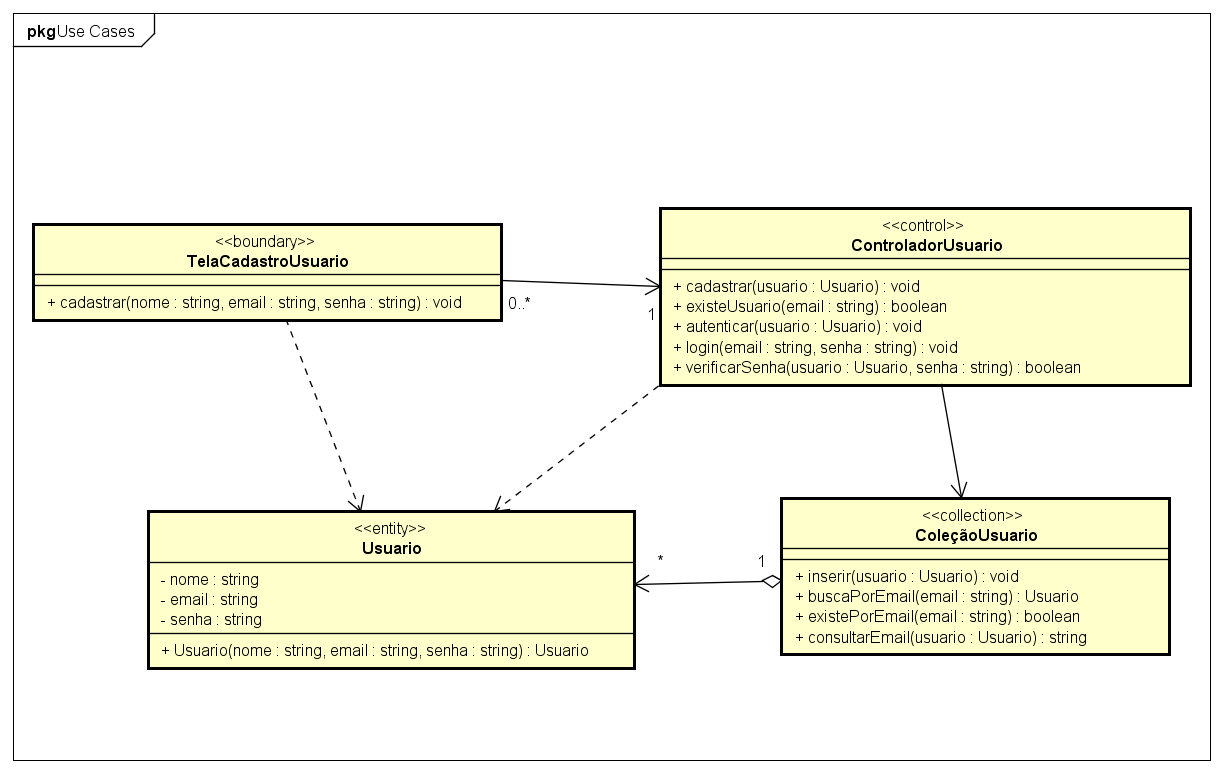 pkgUse Cases
<<boundary>>
TelaCadastroUsuario
+ cadastrar(nome : string, email : string, senha : string) : void
0..*
1
<<control>>
ControladorUsuario
+ cadastrar(usuario : Usuario) : void
+ existeUsuario(email : string) : boolean
+ autenticar(usuario : Usuario) : void
+ login(email : string, senha : string) : void
+ verificarSenha(usuario : Usuario, senha : string) : boolean
<<entity>>
Usuario
- nome : string
- email : string
- senha : string
+ Usuario(nome : string, email : string, senha : string) : Usuario
*
1
<<collection>>
ColeçãoUsuario
+ inserir(usuario : Usuario) : void
+ buscaPorEmail(email : string) : Usuario
+ existePorEmail(email : string) : boolean
+ consultarEmail(usuario : Usuario) : string